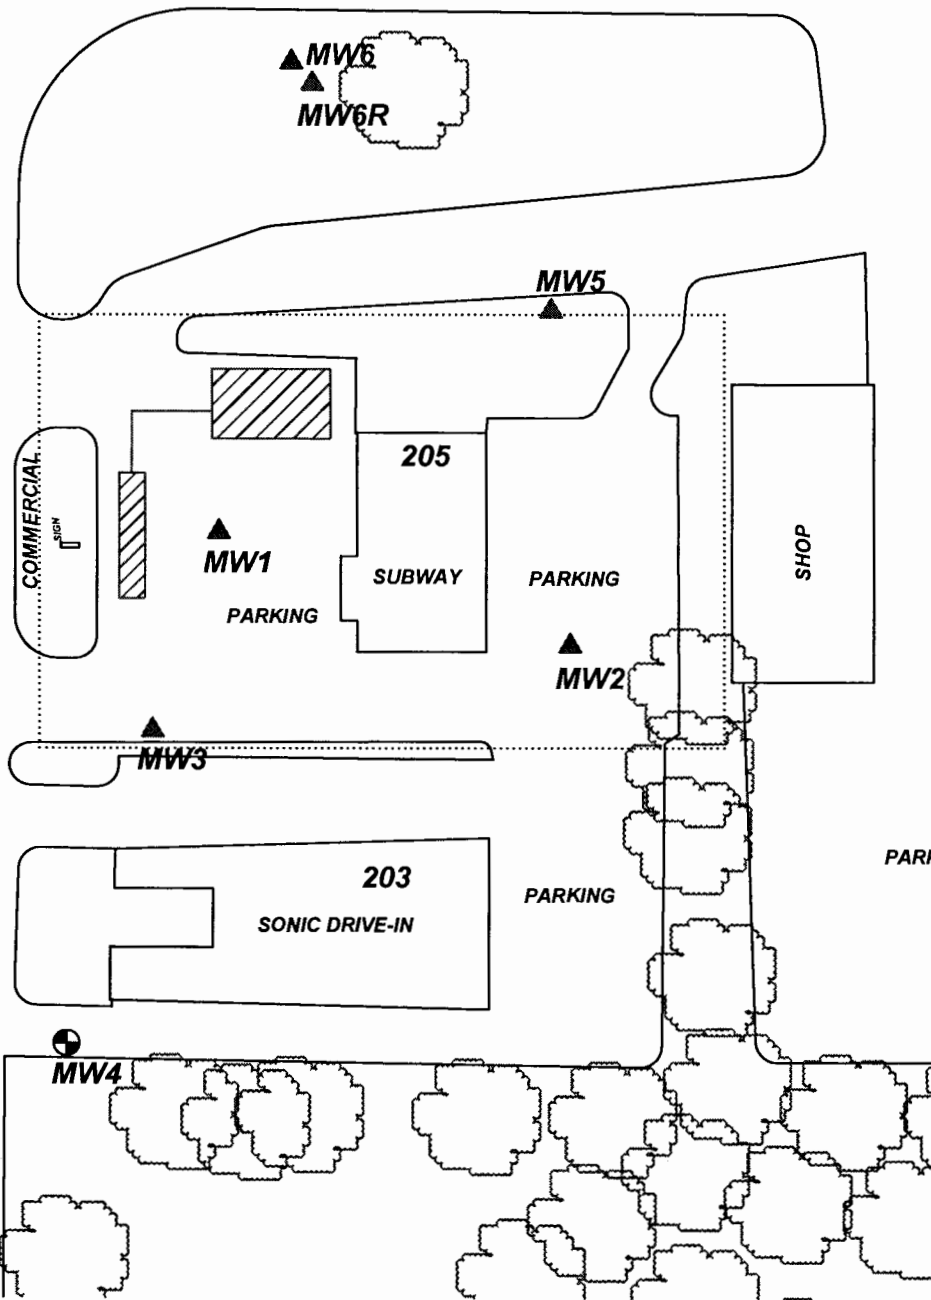 MW6
MW6R
MW5
205
COMMERCIAL
SIGN
MW1
SUBWAY
PARKING
SHOP
PARKING
MW2
MW3
203
PARKING
SONIC DRIVE-IN
MW4